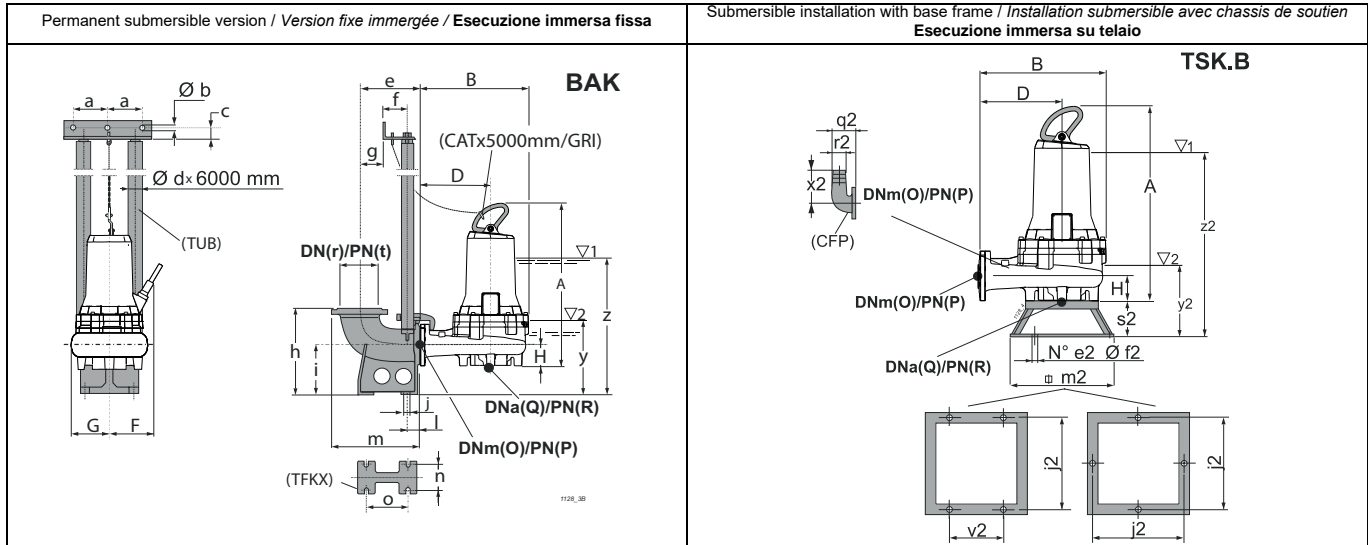 Permanent submersible version / Version fixe immergée / Esecuzione immersa fissa
BAK
e
B
a
a
Ø b
c
f
g
(CATx5000mm/GRI)
D
Ø d× 6000 mm
(TUB)
DN(r)/PN(t)
▽1
A
▽2
z
h
i
H
y
j
l
DNa(Q)/PN(R)
G
F
m
DNm(O)/PN(P)
(TFKX)
n
o
1128_3B
Submersible installation with base frame / Installation submersible avec chassis de soutien
Esecuzione immersa su telaio
TSK.B
B
D
q2
r2
x2
▽1
A
z2
DNm(O)/PN(P)
(CFP)
▽2
H
y2
DNm(O)/PN(P)
s2
N° e2 Ø f2
DNa(Q)/PN(R)
m2
j2
j2
v2
j2